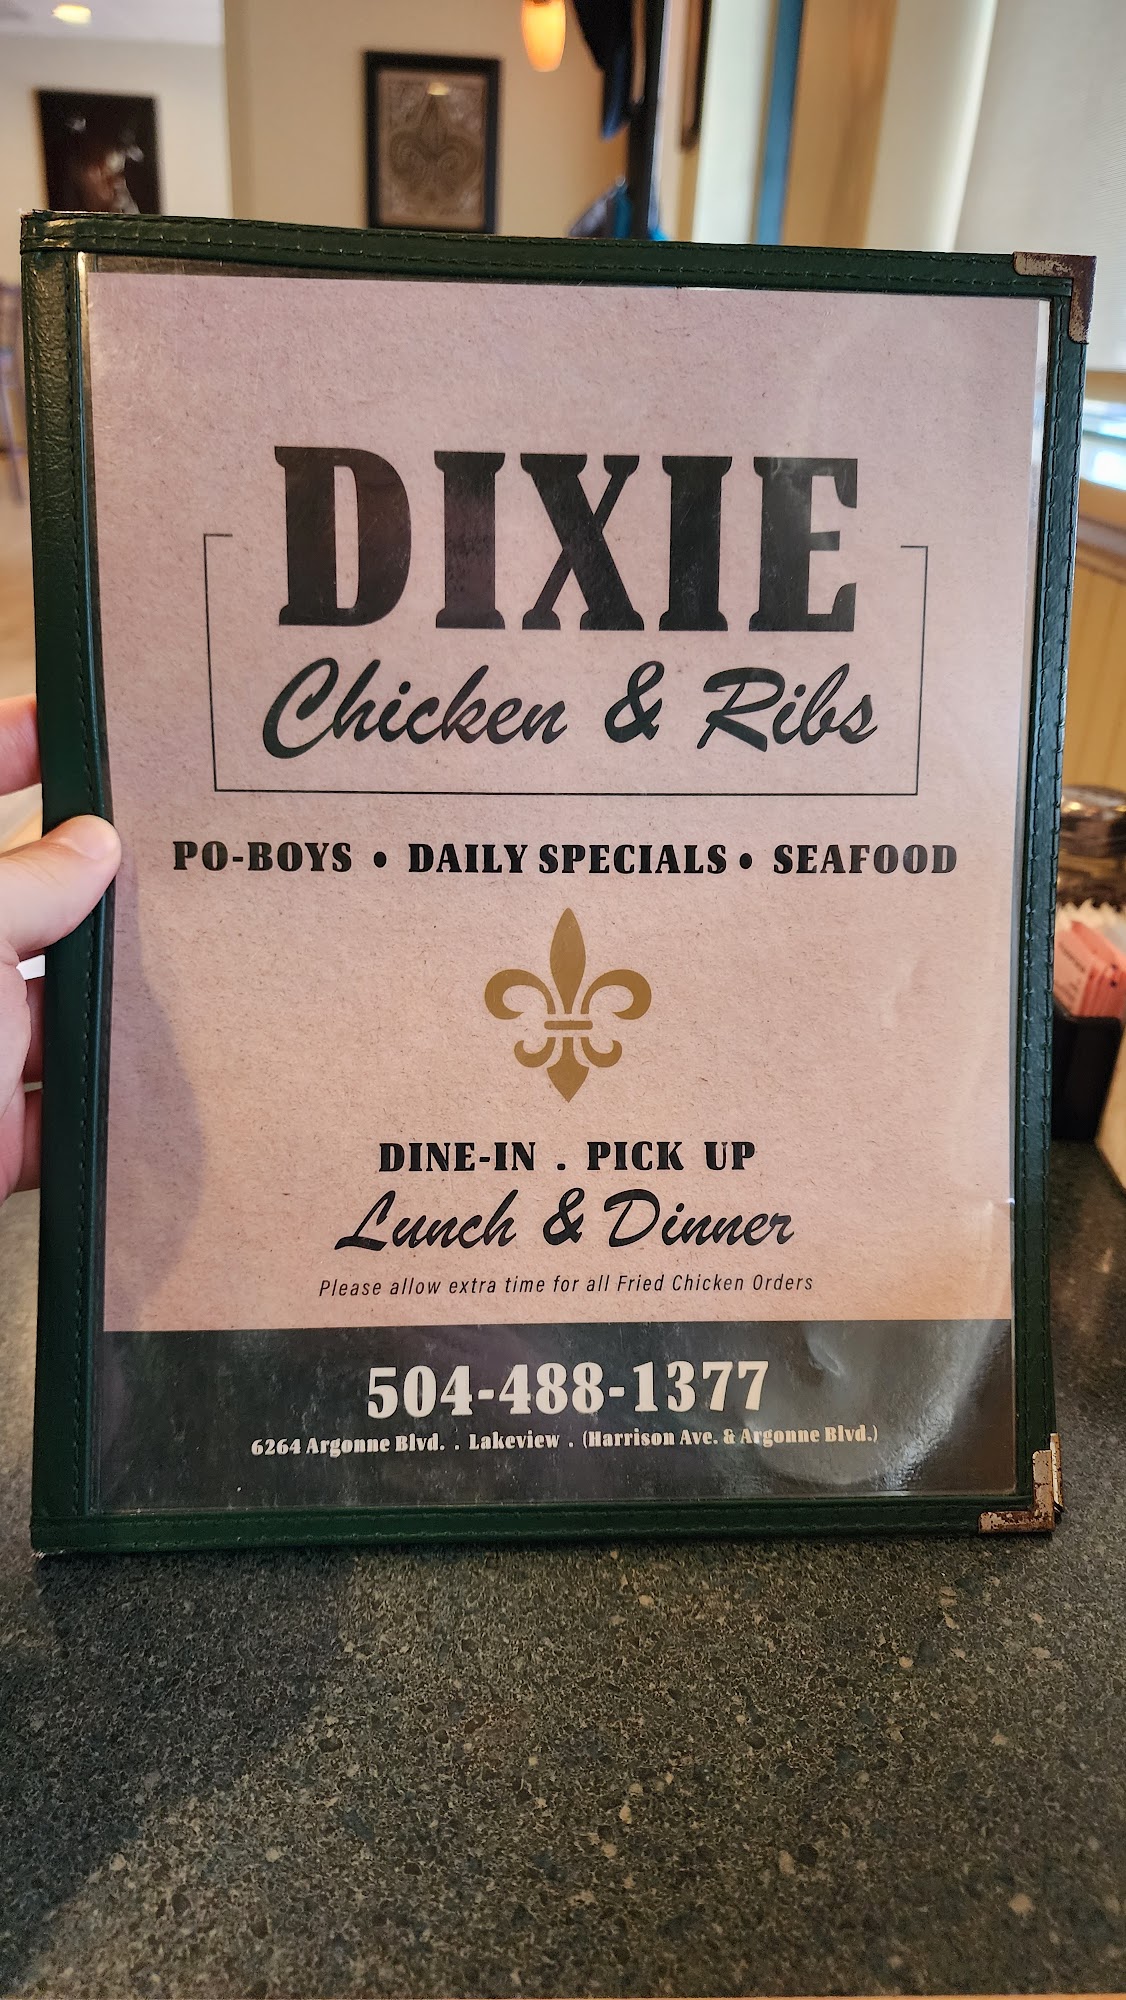 DIXIE
Chicken & Ribs
PO-BOYS • DAILY SPECIALS • SEAFOOD
DINE-IN . PICK UP
Lunch & Dinner
Please allow extra time for all Fried Chicken Orders
504-488-1377
6264 Argonne Blvd. . Lakeview . (Harrison Ave. & Argonne Blvd.)